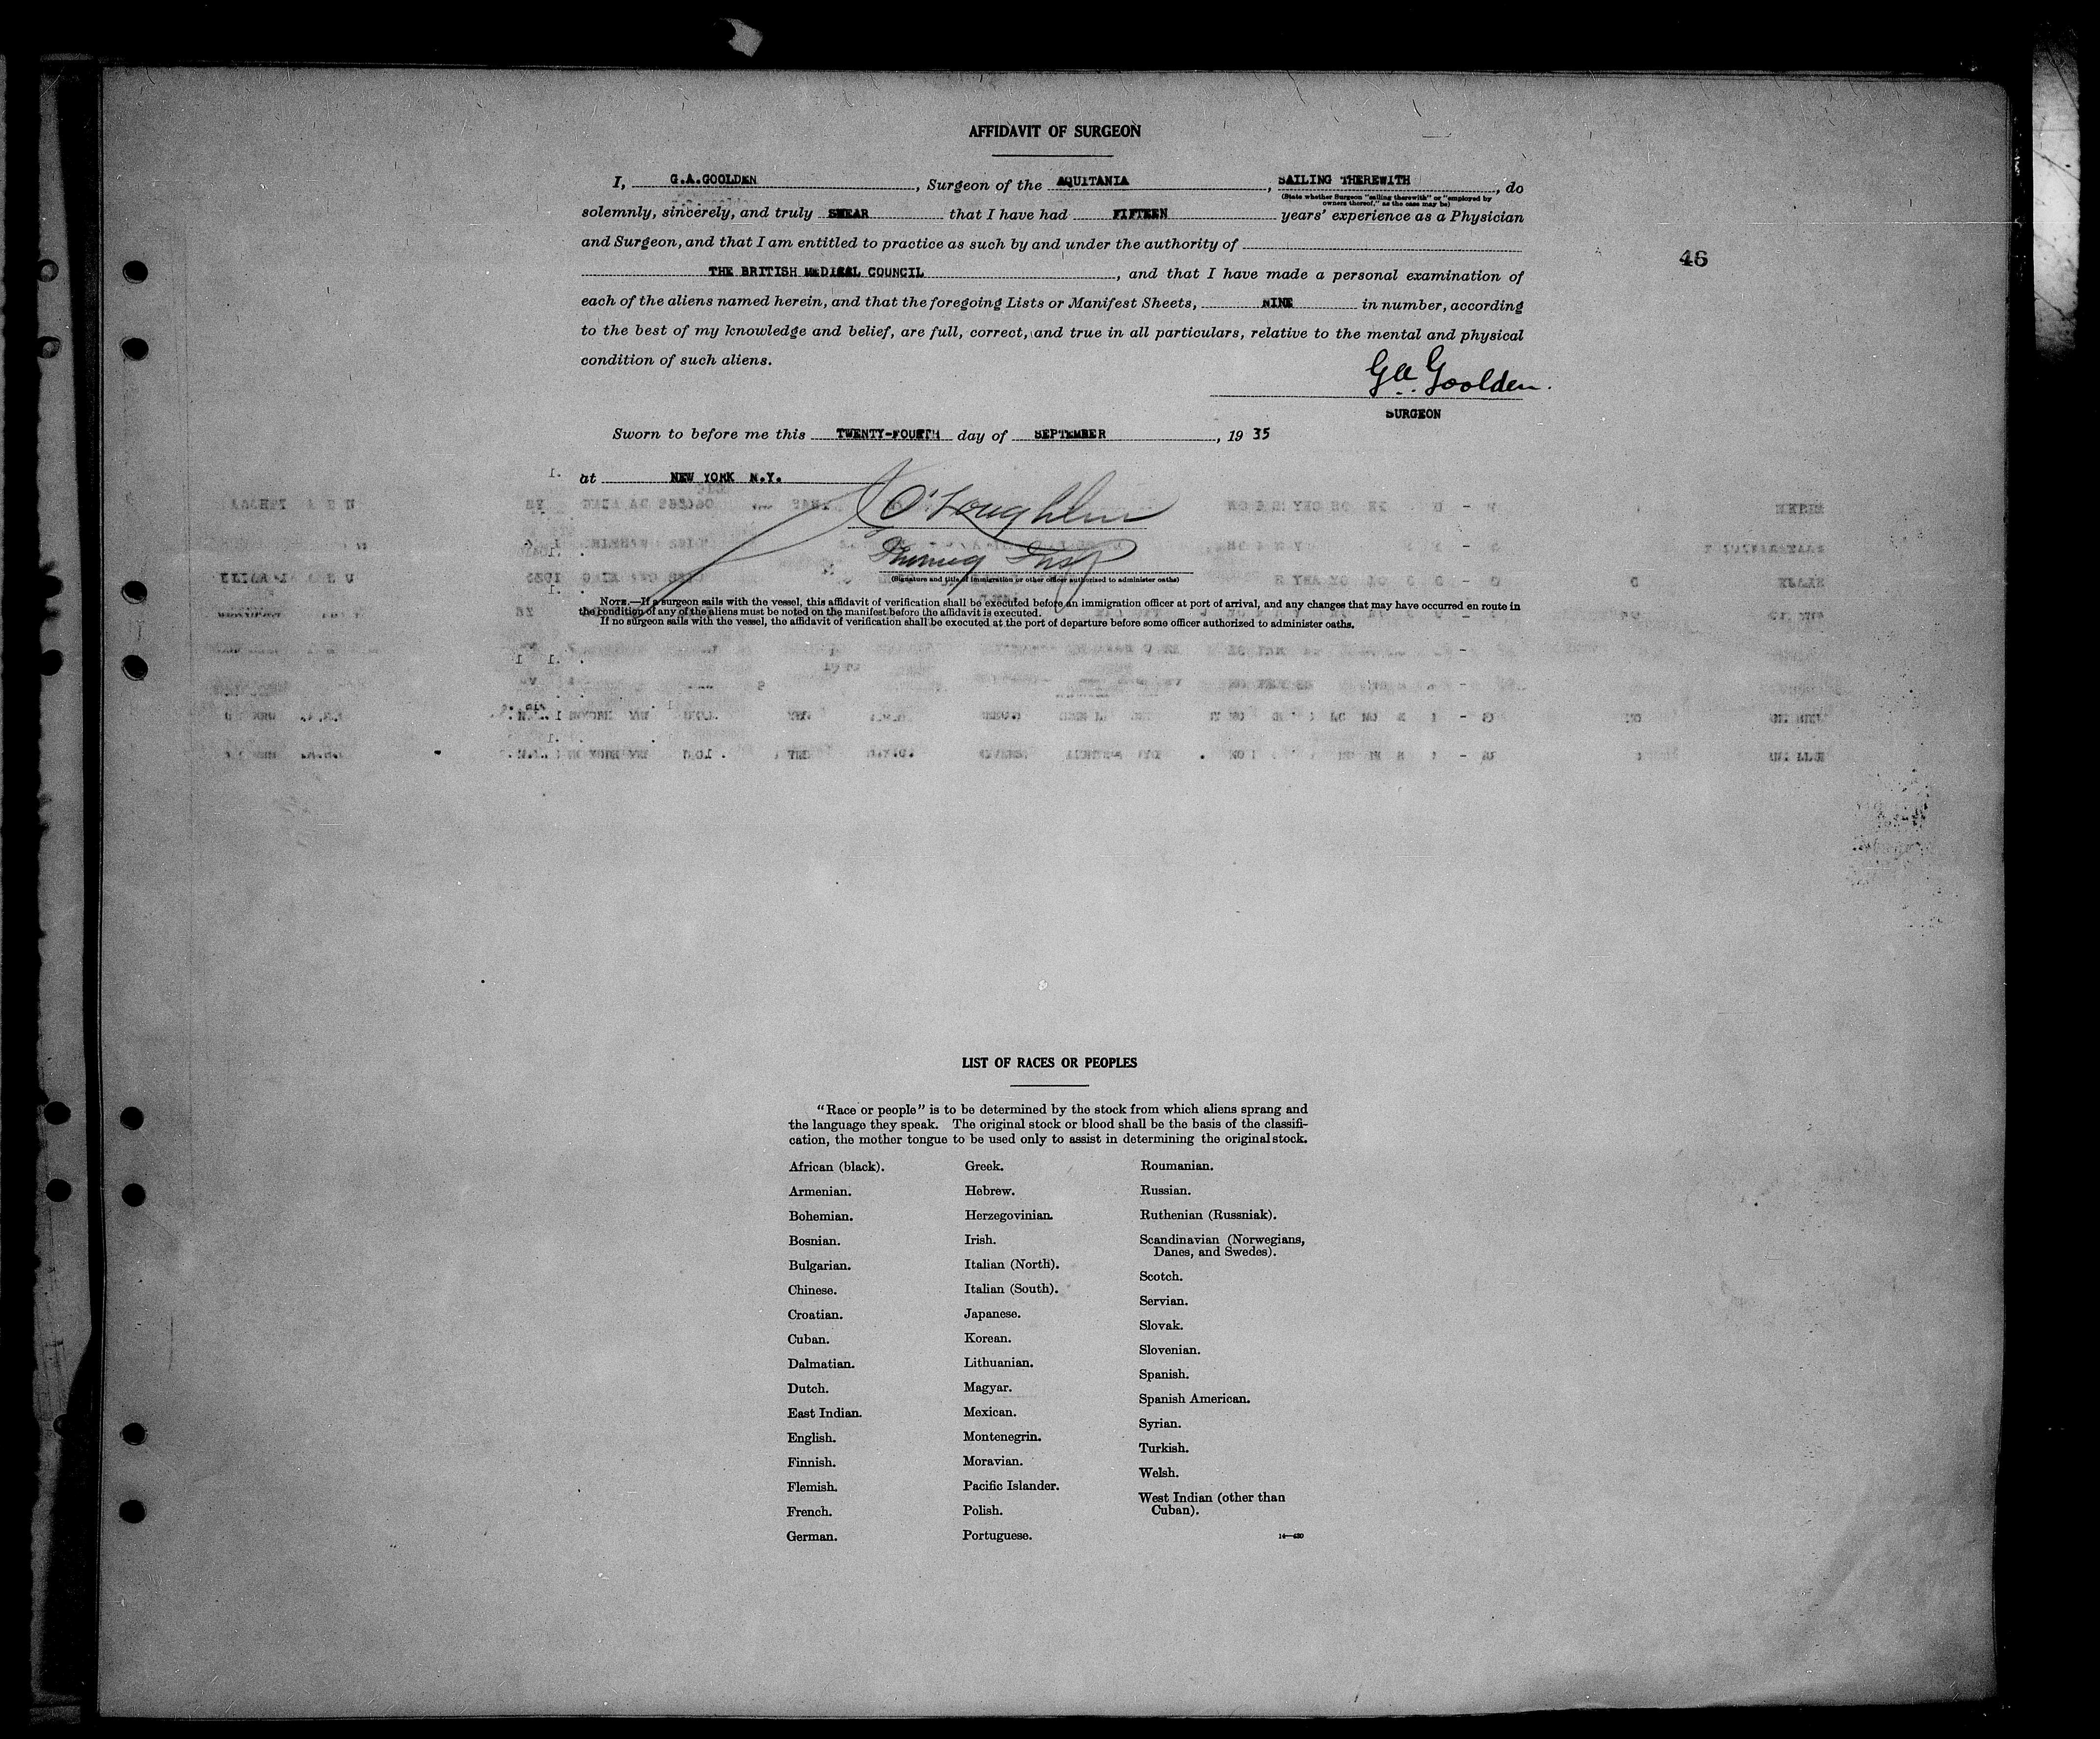 AFFIDAVIT OF SURGEON
I, G.A.GOOLDEN, Surgeon of the AQUITANIA, SAILING THEREWITH, do
(State whether Surgeon "sailing therewith" or "employed by
owners thereof," as the case may be)
solemnly, sincerely, and truly SWEAR that I have had FIFTEEN years' experience as a Physician
and Surgeon, and that I am entitled to practice as such by and under the authority of
46
THE BRITISH MEDICAL COUNCIL, and that I have made a personal examination of
each of the aliens named herein, and that the foregoing Lists or Manifest Sheets, NINE in number, according
to the best of my knowledge and belief, are full, correct, and true in all particulars, relative to the mental and physical
condition of such aliens.
G.A. Goolden.
SURGEON
Sworn to before me this TWENTY-FOURTH day of SEPTEMBER, 19 35
at NEW YORK N.Y.
O'Loughlin
(Signature and title of immigration or other officer authorized to administer oaths)
NOTE.—If a surgeon sails with the vessel, this affidavit of verification shall be executed before an immigration officer at port of arrival, and any changes that may have occurred en route in
the condition of any of the aliens must be noted on the manifest before the affidavit is executed.
If no surgeon sails with the vessel, the affidavit of verification shall be executed at the port of departure before some officer authorized to administer oaths.
LIST OF RACES OR PEOPLES
"Race or people" is to be determined by the stock from which aliens sprang and
the language they speak. The original stock or blood shall be the basis of the classifi-
cation, the mother tongue to be used only to assist in determining the original stock.
African (black).
Armenian.
Bohemian.
Bosnian.
Bulgarian.
Chinese.
Croatian.
Cuban.
Dalmatian.
Dutch.
East Indian.
English.
Finnish.
Flemish.
French.
German.
Greek.
Hebrew.
Herzegovinian.
Irish.
Italian (North).
Italian (South).
Japanese.
Korean.
Lithuanian.
Magyar.
Mexican.
Montenegrin.
Moravian.
Pacific Islander.
Polish.
Portuguese.
Roumanian.
Russian.
Ruthenian (Russniak).
Scandinavian (Norwegians,
Danes, and Swedes).
Scotch.
Servian.
Slovak.
Slovenian.
Spanish.
Spanish American.
Syrian.
Turkish.
Welsh.
West Indian (other than
Cuban).